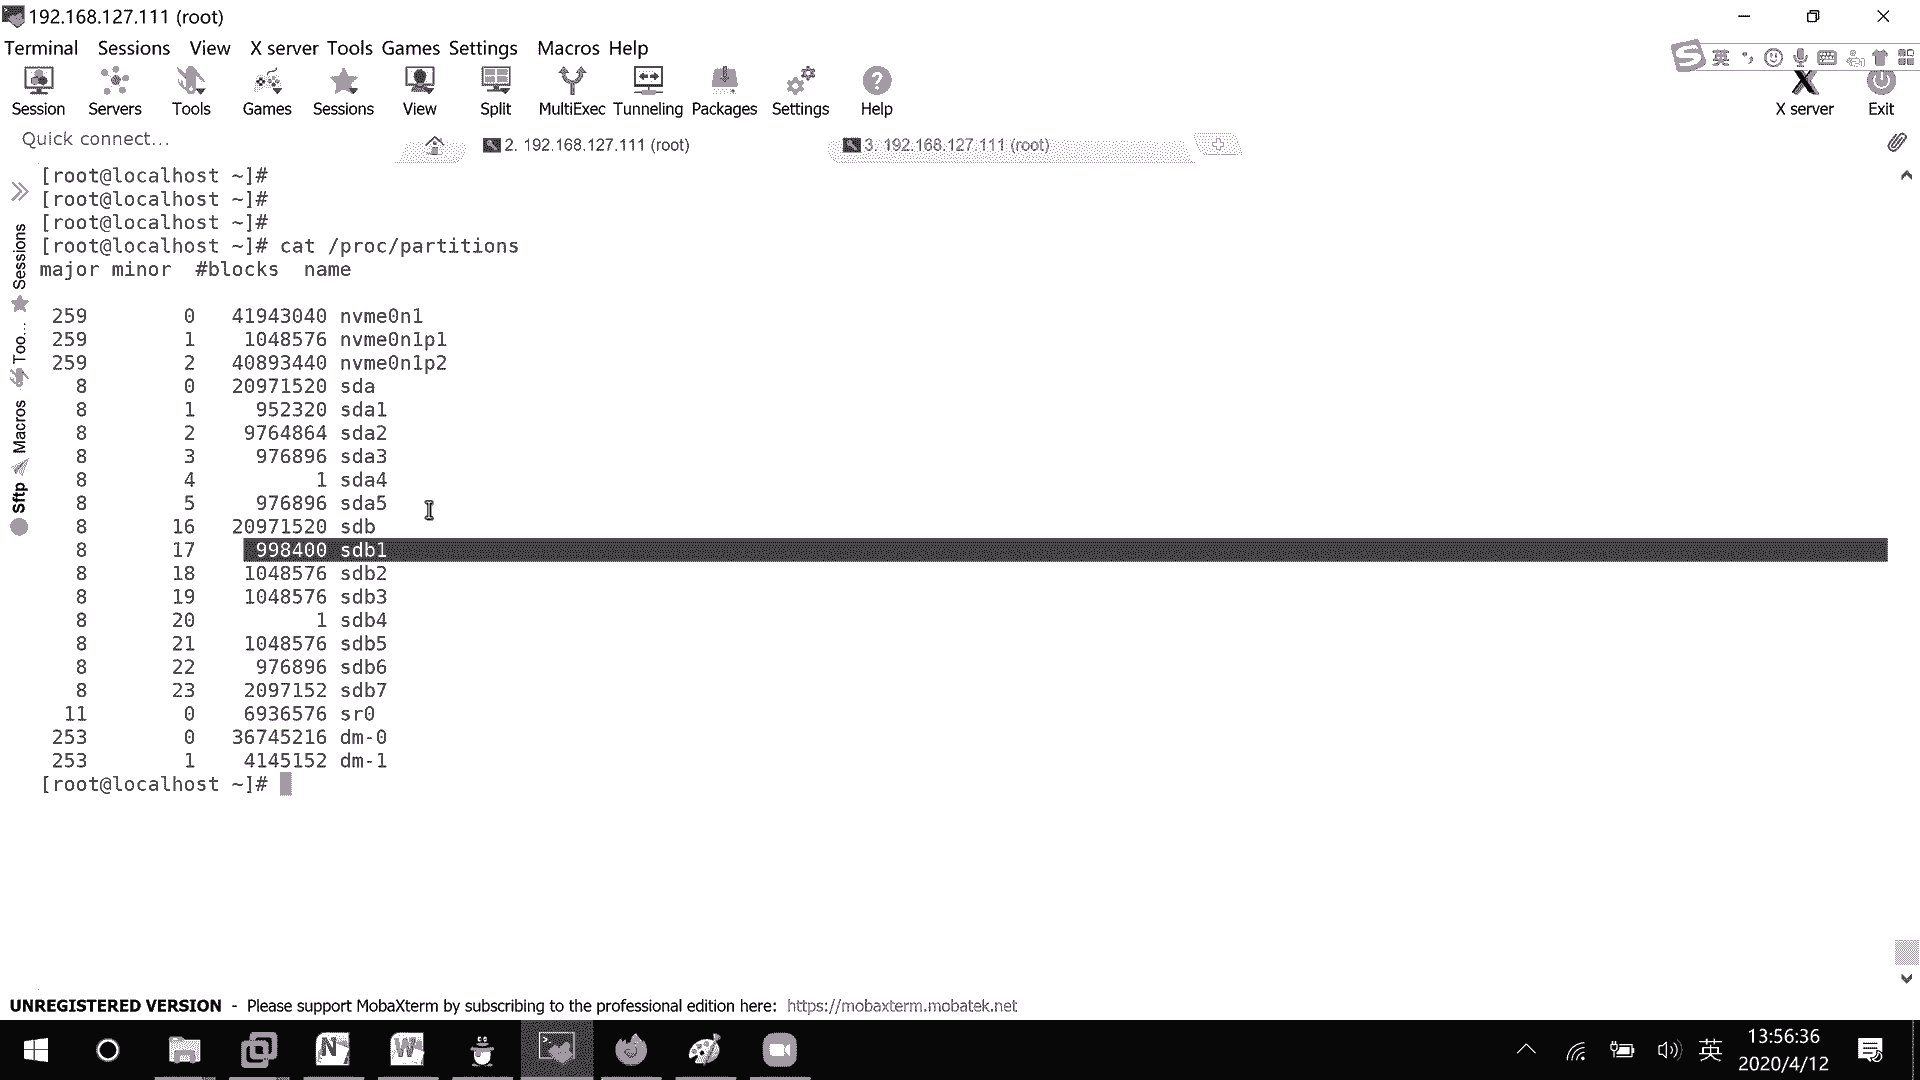 192.168.127.111 (root)
Terminal Sessions View X server Tools Games Settings Macros Help
英
Session Servers Tools Games Sessions View Split MultiExec Tunneling Packages Settings Help X server Exit
Quick connect...
2. 192.168.127.111 (root)
3. 192.168.127.111 (root)
Sessions
Too...
Macros
Sftp
[root@localhost ~]#
[root@localhost ~]#
[root@localhost ~]#
[root@localhost ~]# cat /proc/partitions
major minor  #blocks  name
259        0   41943040 nvme0n1
259        1    1048576 nvme0n1p1
259        2   40893440 nvme0n1p2
8        0   20971520 sda
8        1     952320 sda1
8        2    9764864 sda2
8        3     976896 sda3
8        4          1 sda4
8        5     976896 sda5
8       16   20971520 sdb
8       17     998400 sdb1
8       18    1048576 sdb2
8       19    1048576 sdb3
8       20          1 sdb4
8       21    1048576 sdb5
8       22     976896 sdb6
8       23    2097152 sdb7
11        0    6936576 sr0
253        0   36745216 dm-0
253        1    4145152 dm-1
[root@localhost ~]#
UNREGISTERED VERSION - Please support MobaXterm by subscribing to the professional edition here: https://mobaxterm.mobatek.net
英
13:56:36
2020/4/12